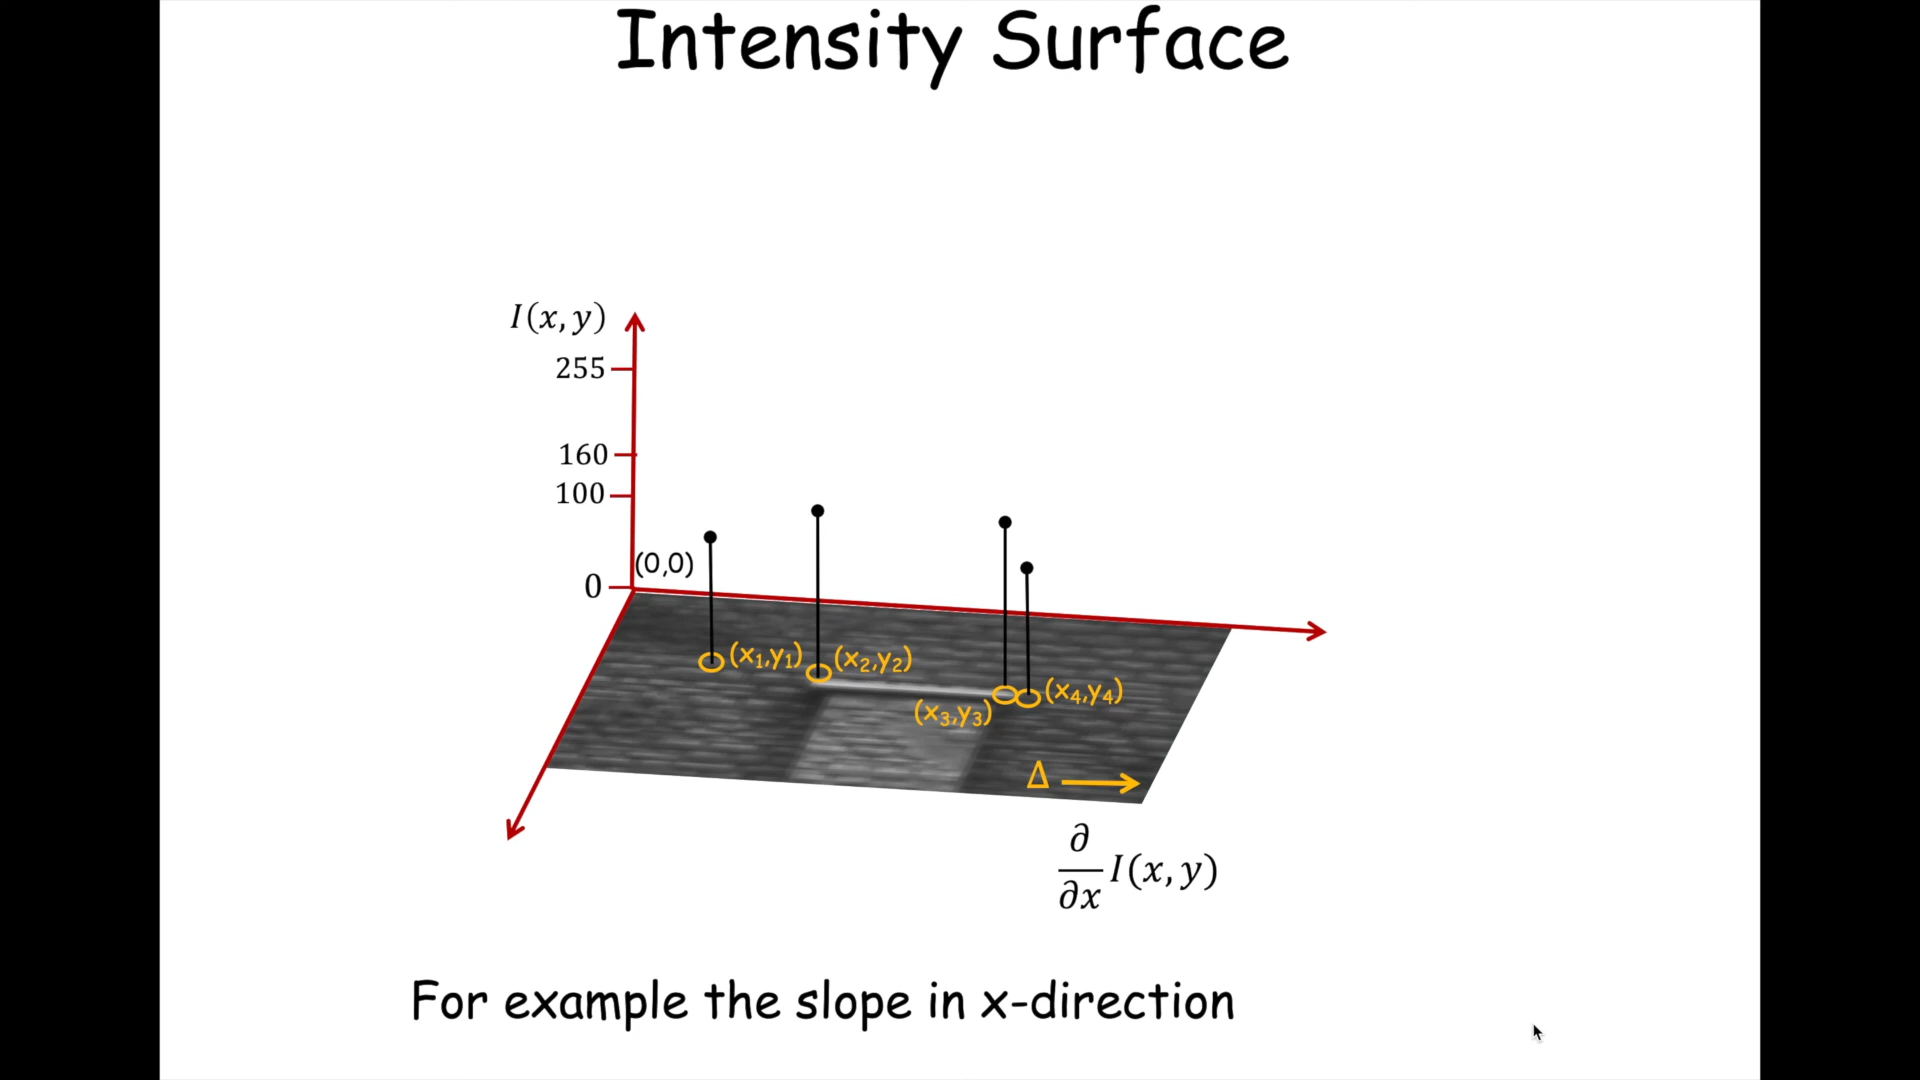 Intensity Surface
I(x, y)
255
160
100
(0,0)
0
(x₁,y₁)
(x₂,y₂)
(x₃,y₃)
(x₄,y₄)
Δ
∂/∂x I(x, y)
For example the slope in x-direction